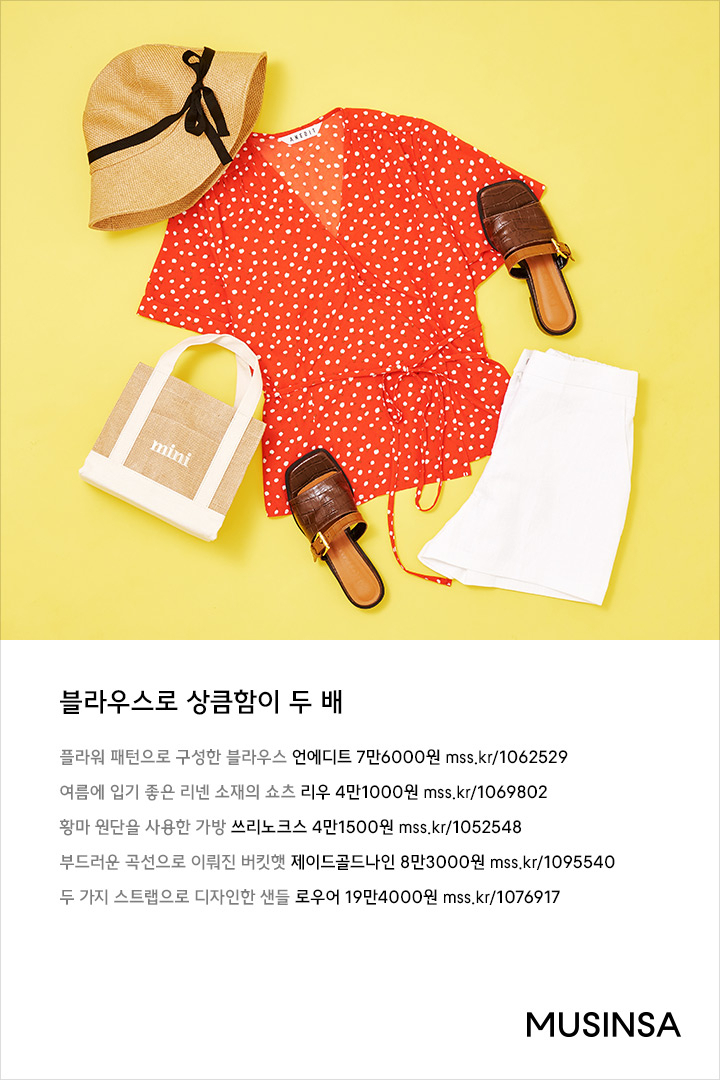 ANEDIT
mini
블라우스로 상큼함이 두 배
플라워 패턴으로 구성한 블라우스 언에디트 7만6000원 mss.kr/1062529
여름에 입기 좋은 리넨 소재의 쇼츠 리우 4만1000원 mss.kr/1069802
황마 원단을 사용한 가방 쓰리노크스 4만1500원 mss.kr/1052548
부드러운 곡선으로 이뤄진 버킷햇 제이드골드나인 8만3000원 mss.kr/1095540
두 가지 스트랩으로 디자인한 샌들 로우어 19만4000원 mss.kr/1076917
MUSINSA